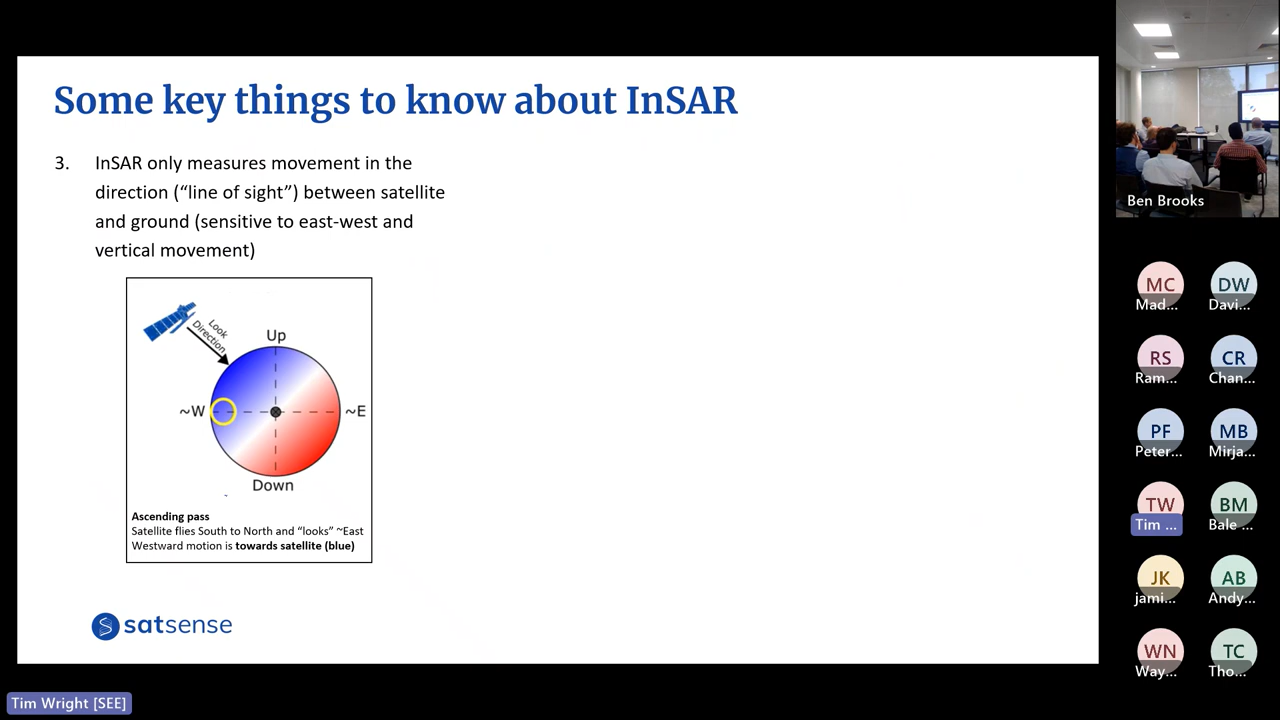 Some key things to know about InSAR
3. InSAR only measures movement in the
direction (“line of sight”) between satellite
and ground (sensitive to east-west and
vertical movement)
Look
Direction
Up
~W
~E
Down
Ascending pass
Satellite flies South to North and “looks” ~East
Westward motion is towards satellite (blue)
satsense
Tim Wright [SEE]
Ben Brooks
MC
Mad...
DW
Davi...
RS
Ram...
CR
Chan...
PF
Peter...
MB
Mirja...
TW
Tim ...
BM
Bale ...
JK
jami...
AB
Andy...
WN
Way...
TC
Tho...